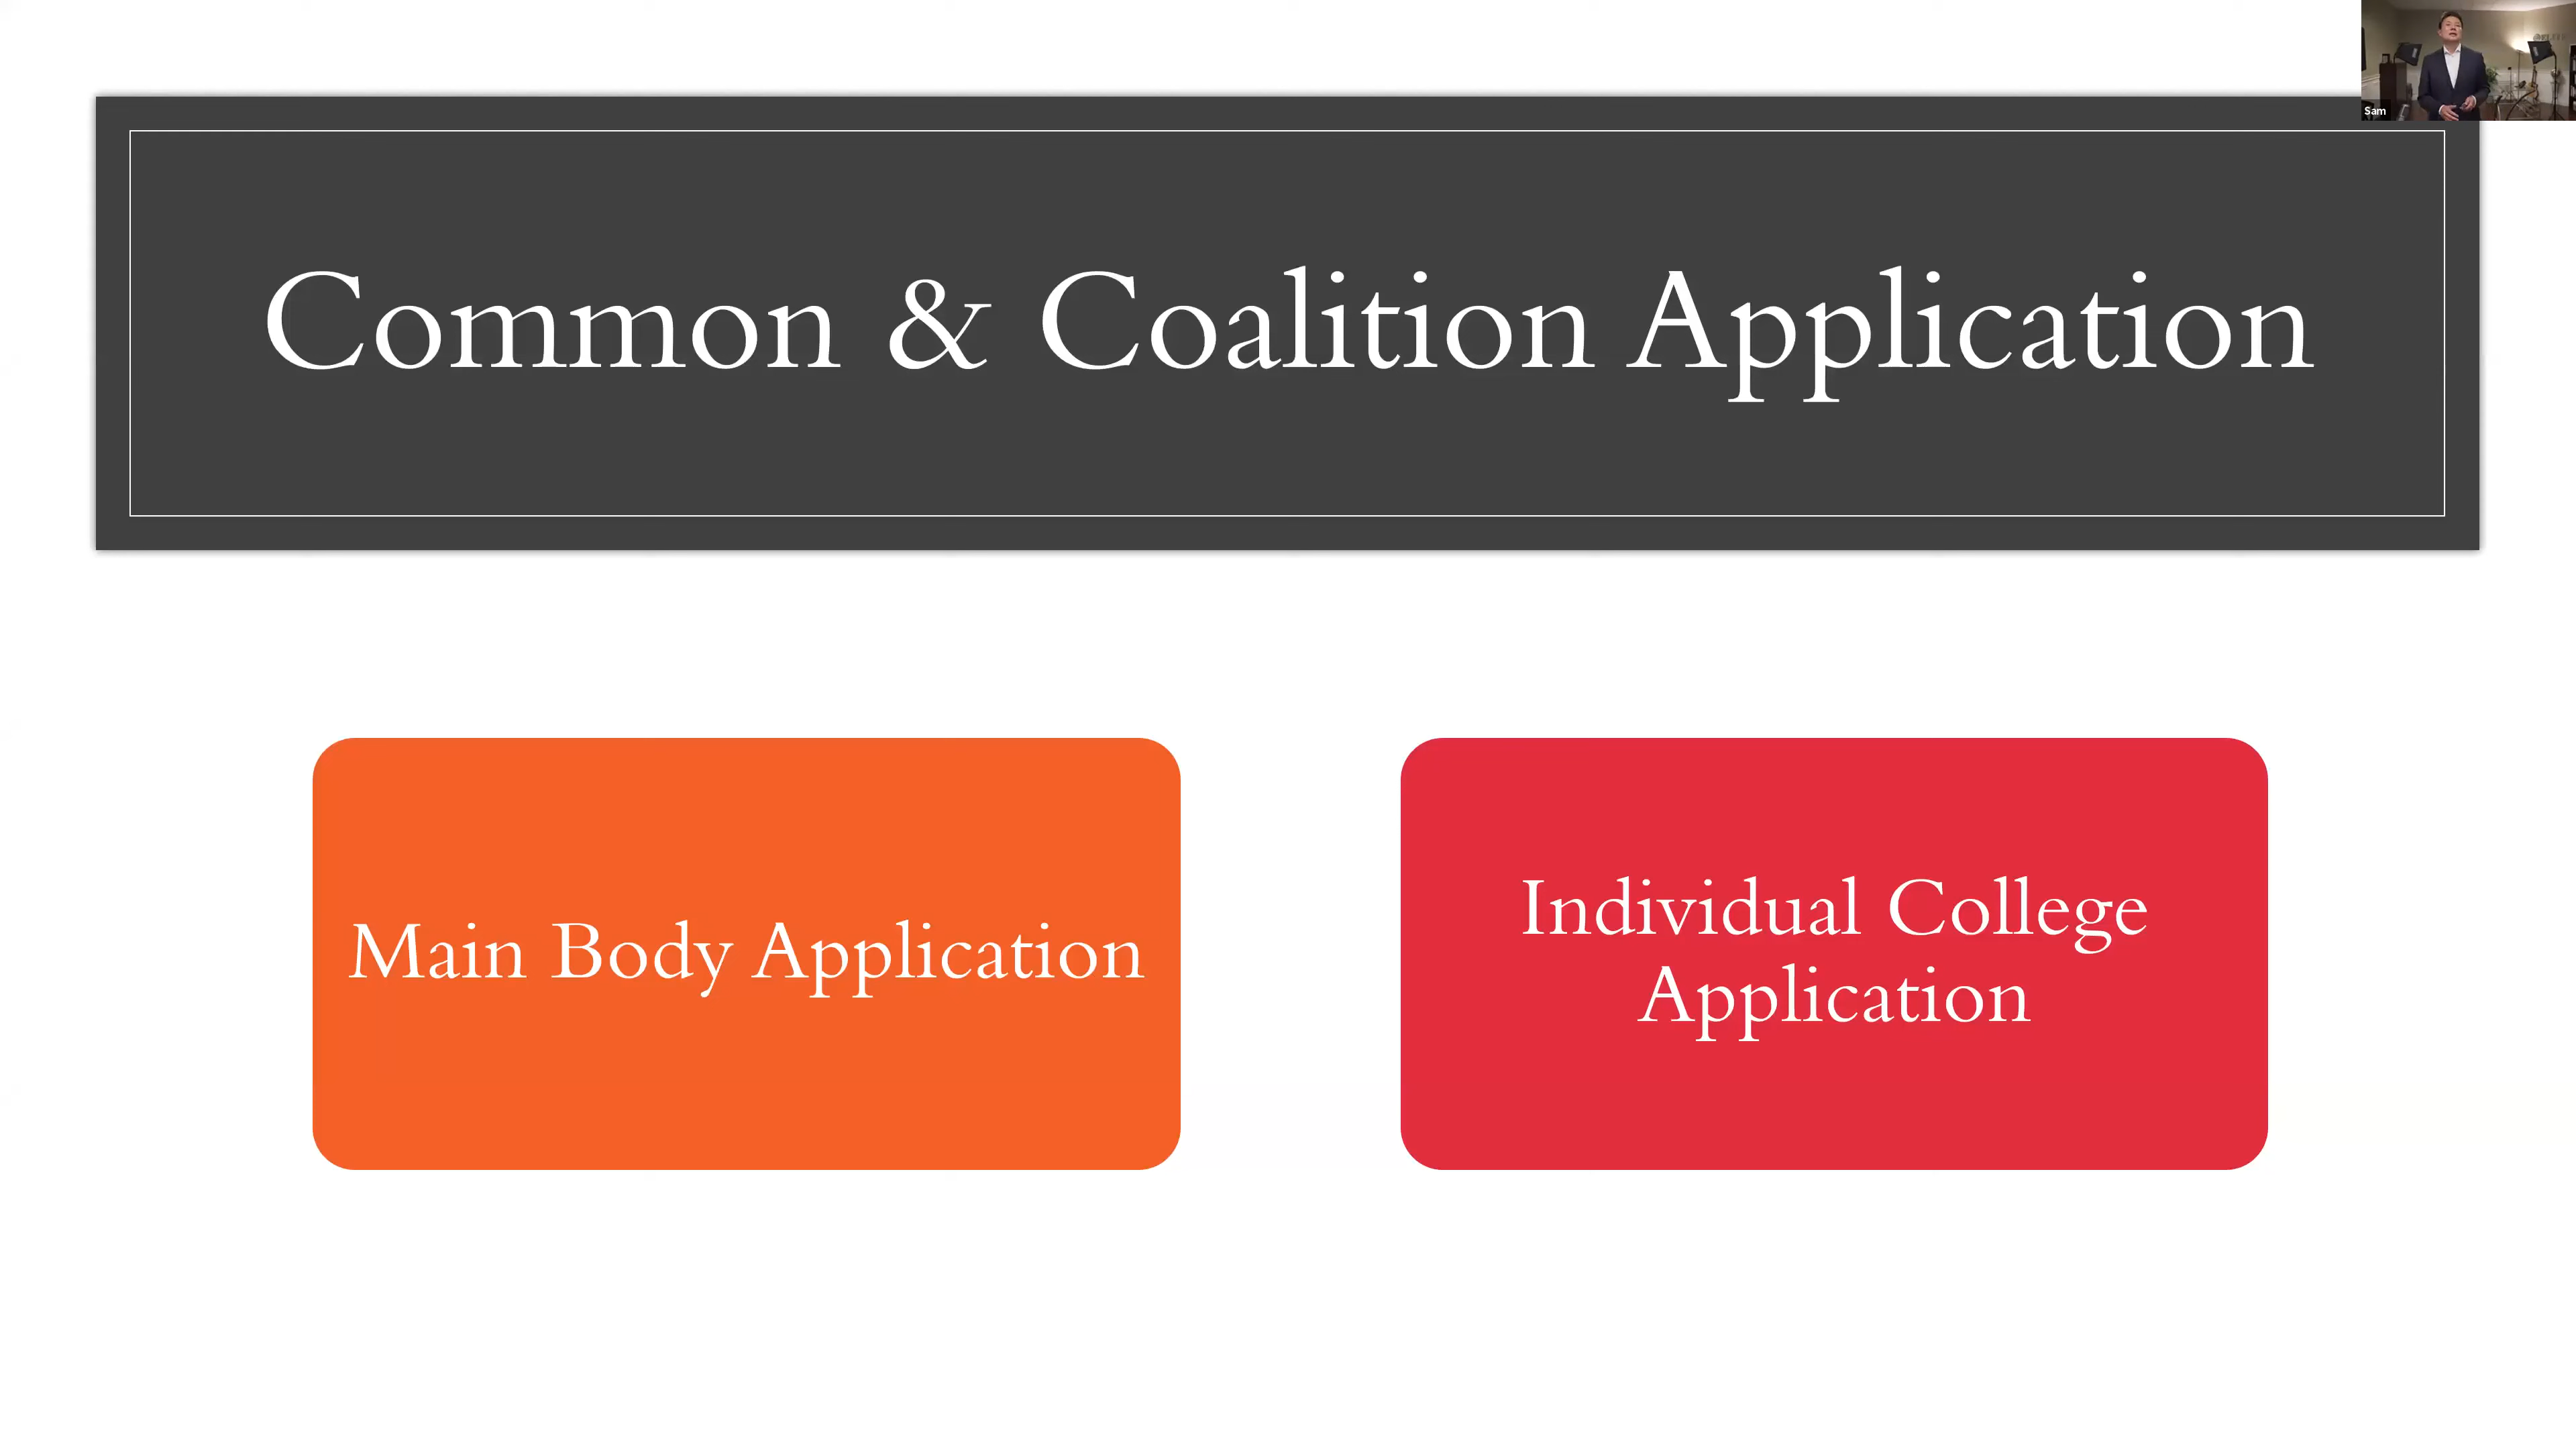 Common & Coalition Application
Sam
Main Body Application
Individual College
Application